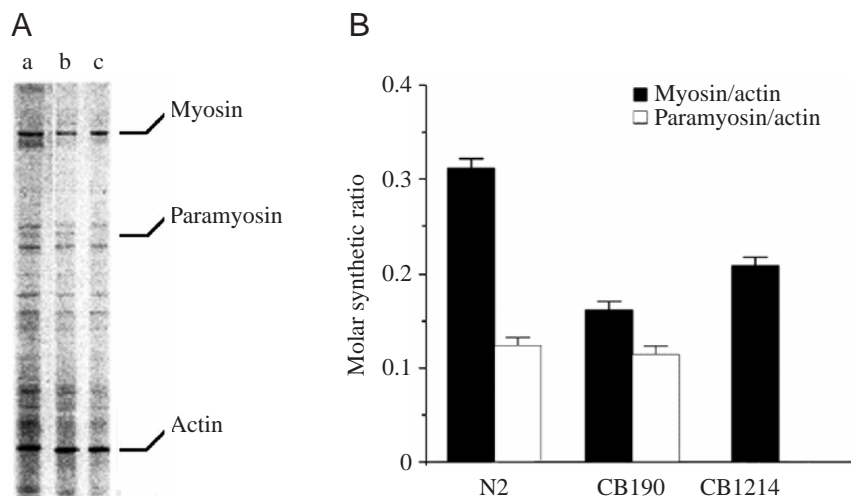 A
a b c
Myosin
Paramyosin
Actin
B
0.4
0.3
0.2
0.1
0
Molar synthetic ratio
Myosin/actin
Paramyosin/actin
N2 CB190 CB1214